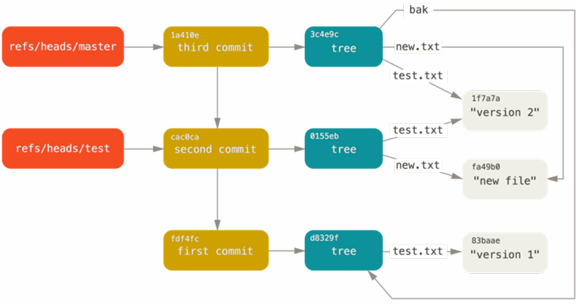 bak
1a410e
3c4e9c
refs/heads/master
third commit
tree
new.txt
test.txt
1f7a7a
"version 2"
cac0ca
0155eb
test.txt
refs/heads/test
second commit
tree
new.txt
fa49b0
"new file"
fdf4fc
d8329f
83baae
first commit
tree
test.txt
"version 1"